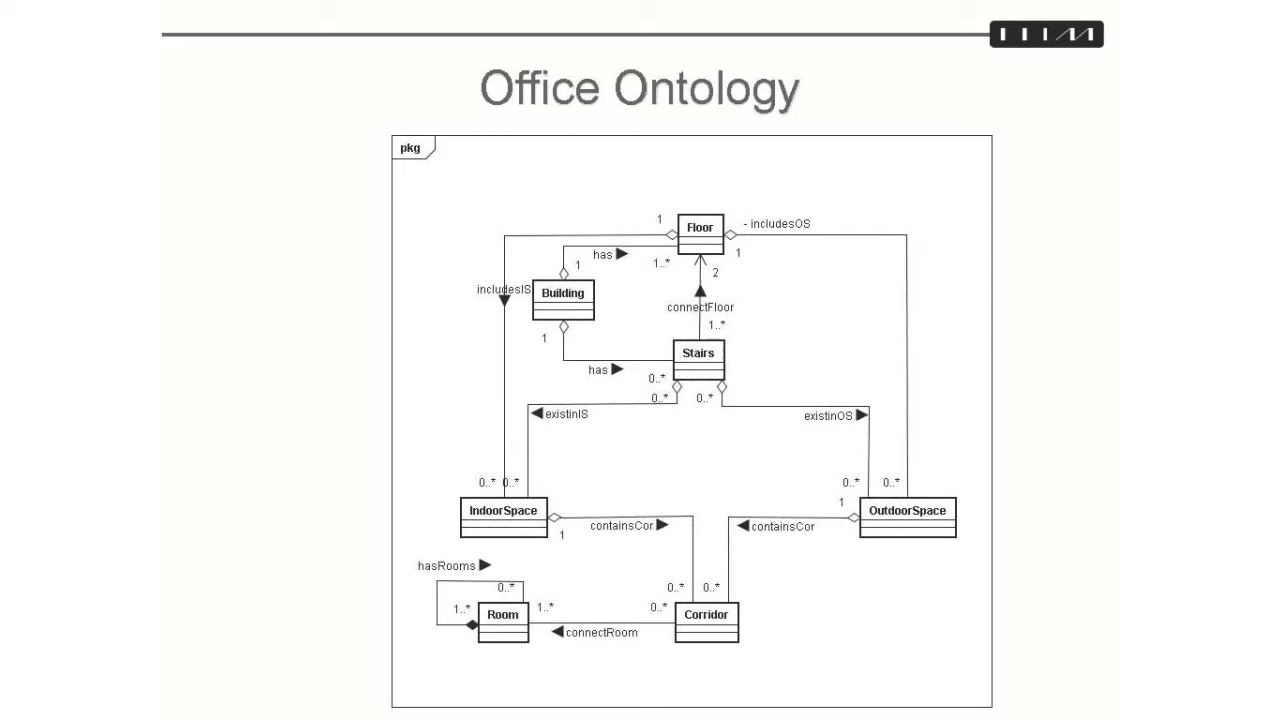 Office Ontology
pkg
1
Floor
- includesOS
has
1
1..*
1
2
includesIS
Building
connectFloor
1
1..*
Stairs
has
0..*
0..*
0..*
existinIS
existinOS
0..*
0..*
0..*
0..*
1
IndoorSpace
OutdoorSpace
containsCor
containsCor
1
hasRooms
0..*
0..*
0..*
1..*
1..*
0..*
Room
Corridor
connectRoom